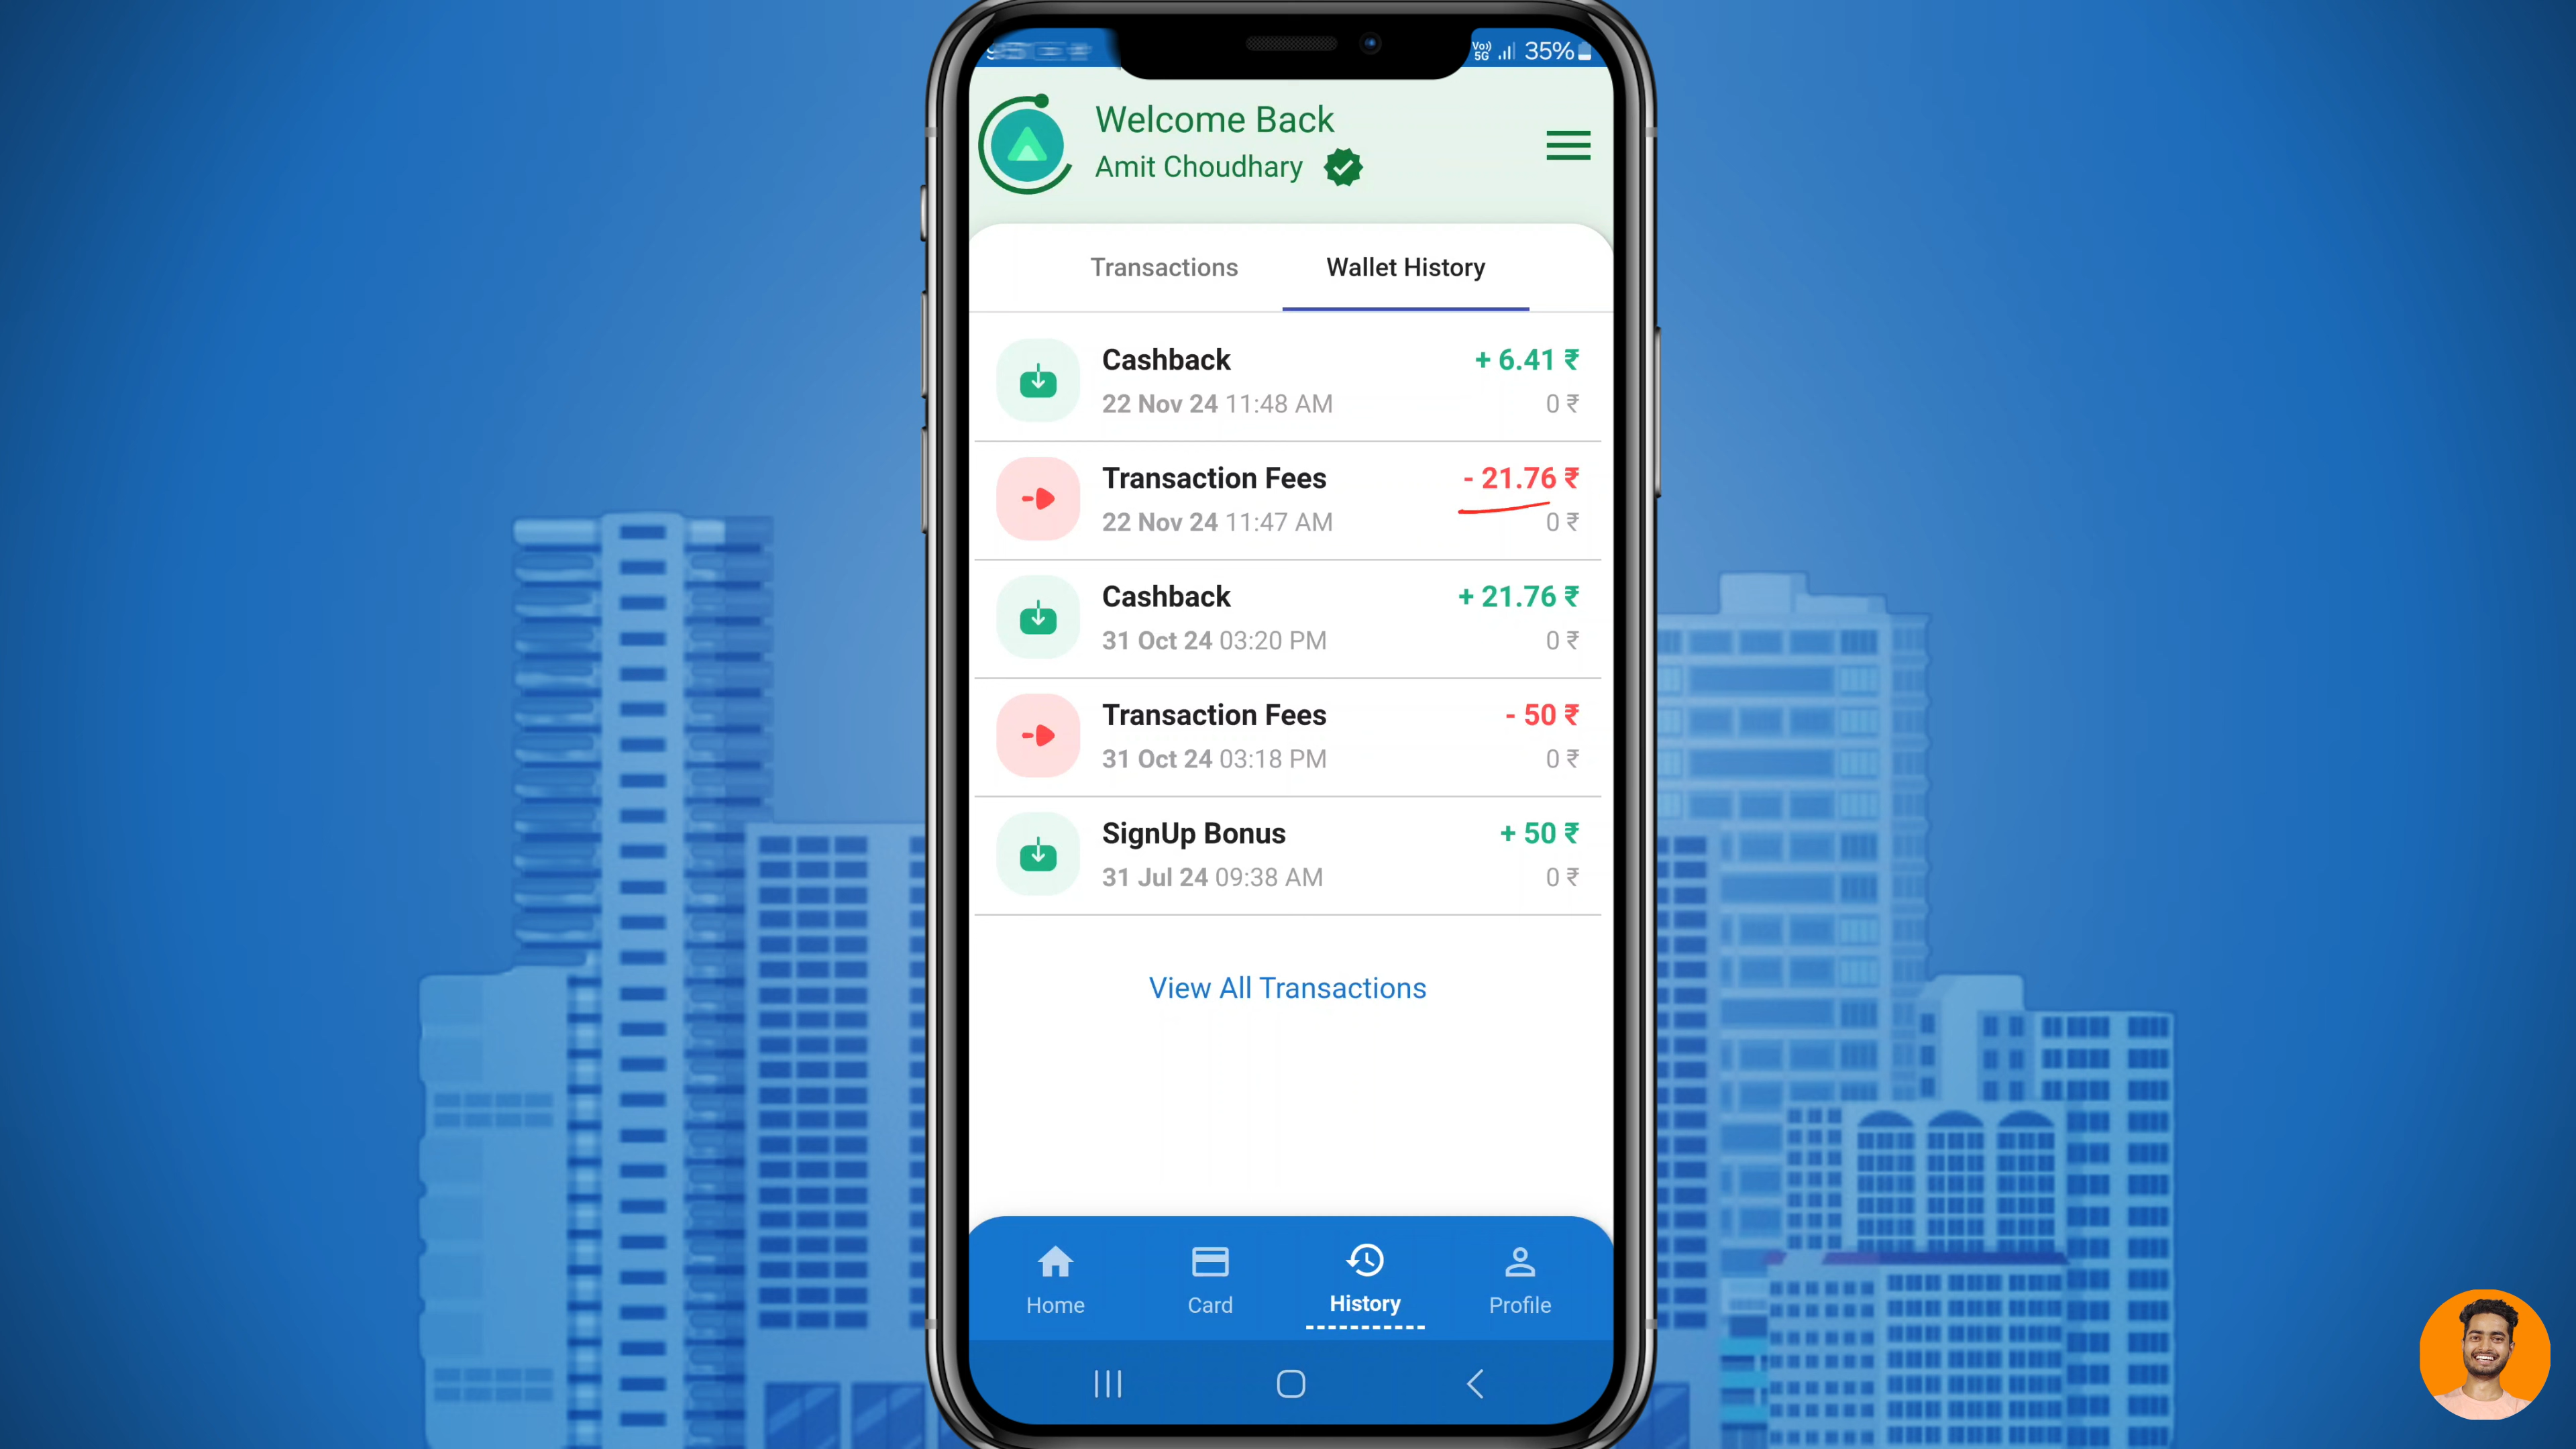 Vo)) 5G 35%
Welcome Back
Amit Choudhary
Transactions Wallet History
Cashback + 6.41 ₹
22 Nov 24 11:48 AM 0 ₹
Transaction Fees - 21.76 ₹
22 Nov 24 11:47 AM 0 ₹
Cashback + 21.76 ₹
31 Oct 24 03:20 PM 0 ₹
Transaction Fees - 50 ₹
31 Oct 24 03:18 PM 0 ₹
SignUp Bonus + 50 ₹
31 Jul 24 09:38 AM 0 ₹
View All Transactions
Home Card History Profile